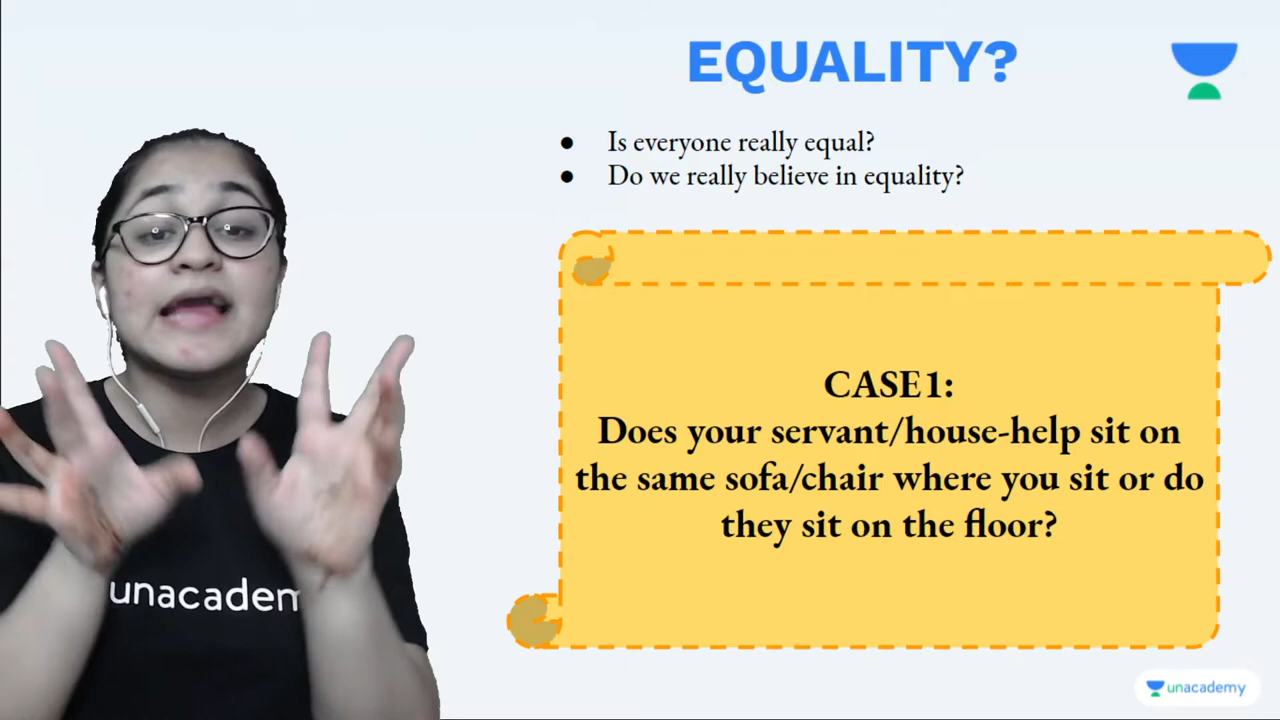 EQUALITY?
● Is everyone really equal?
● Do we really believe in equality?
CASE1:
Does your servant/house-help sit on
the same sofa/chair where you sit or do
they sit on the floor?
unacadem
unacademy